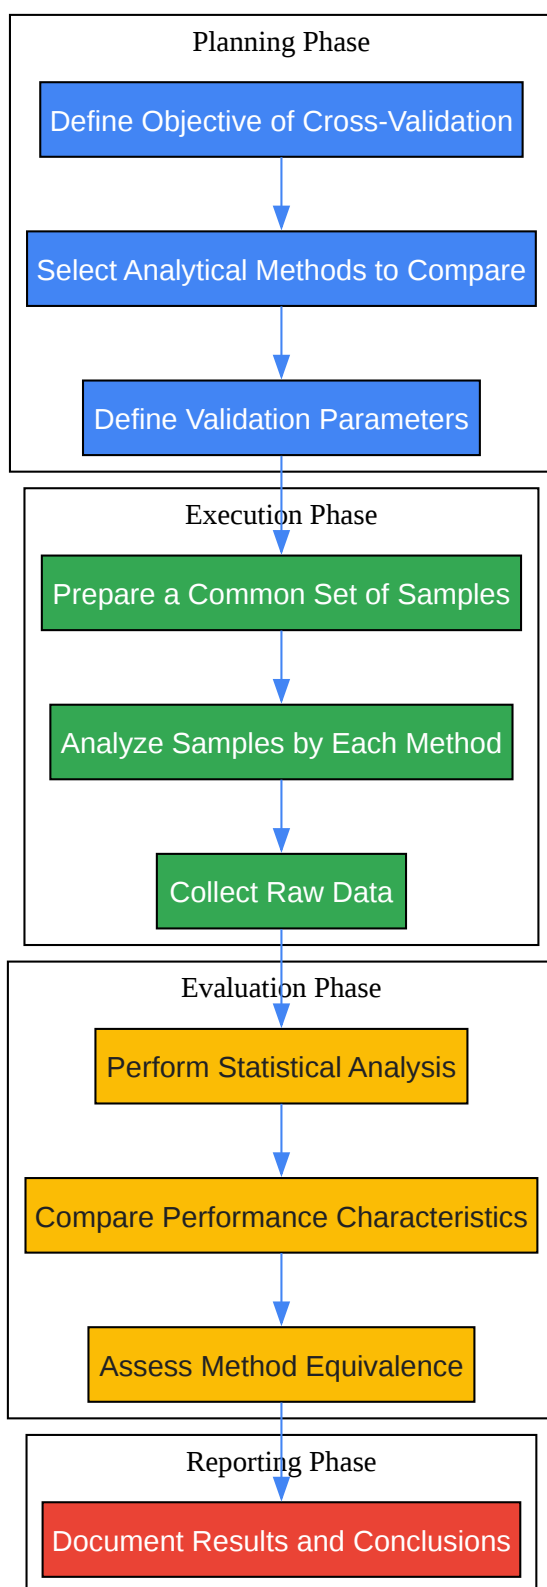 Planning Phase
Define Objective of Cross-Validation
Select Analytical Methods to Compare
Define Validation Parameters
Execution Phase
Prepare a Common Set of Samples
Analyze Samples by Each Method
Collect Raw Data
Evaluation Phase
Perform Statistical Analysis
Compare Performance Characteristics
Assess Method Equivalence
Reporting Phase
Document Results and Conclusions